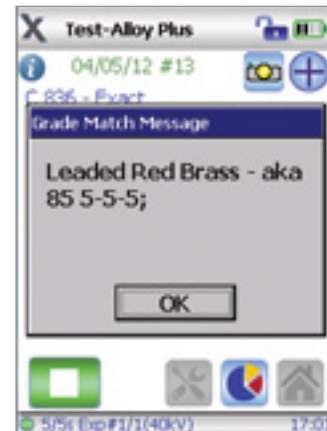 X Test-Alloy Plus
04/05/12 #13
C 836 - Exact
Grade Match Message
Leaded Red Brass - aka
85 5-5-5;
OK
5/5s Exp#1/1(40kV) 17:0